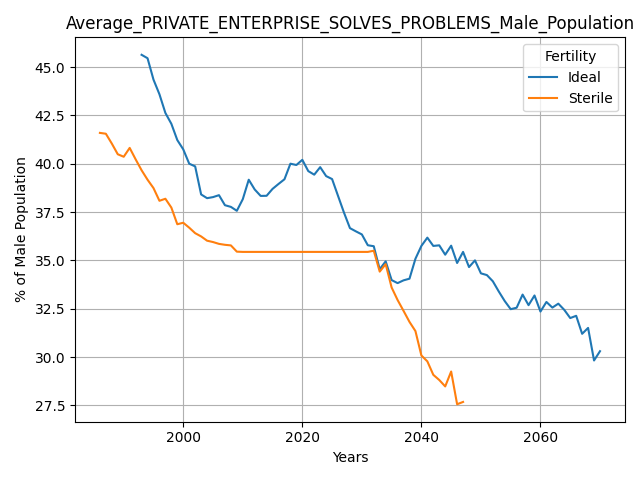 Average_PRIVATE_ENTERPRISE_SOLVES_PROBLEMS_Male_Population
Fertility
Ideal
Sterile
% of Male Population
45.0
42.5
40.0
37.5
35.0
32.5
30.0
27.5
2000
2020
2040
2060
Years